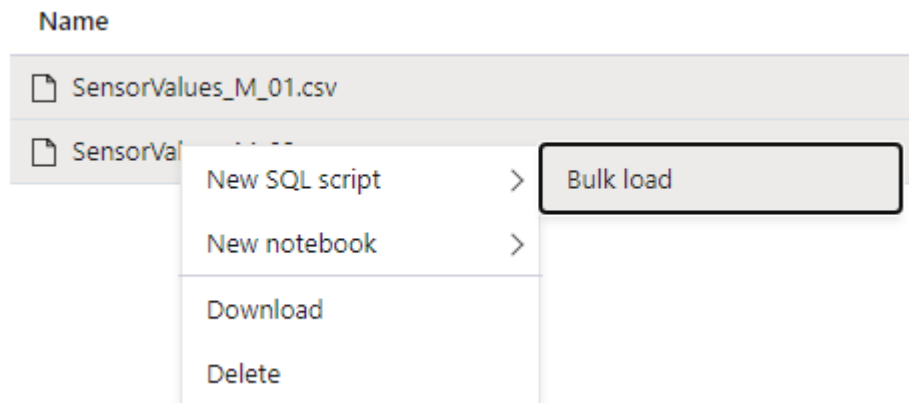 Name
SensorValues_M_01.csv
SensorVal
New SQL script
Bulk load
New notebook
Download
Delete